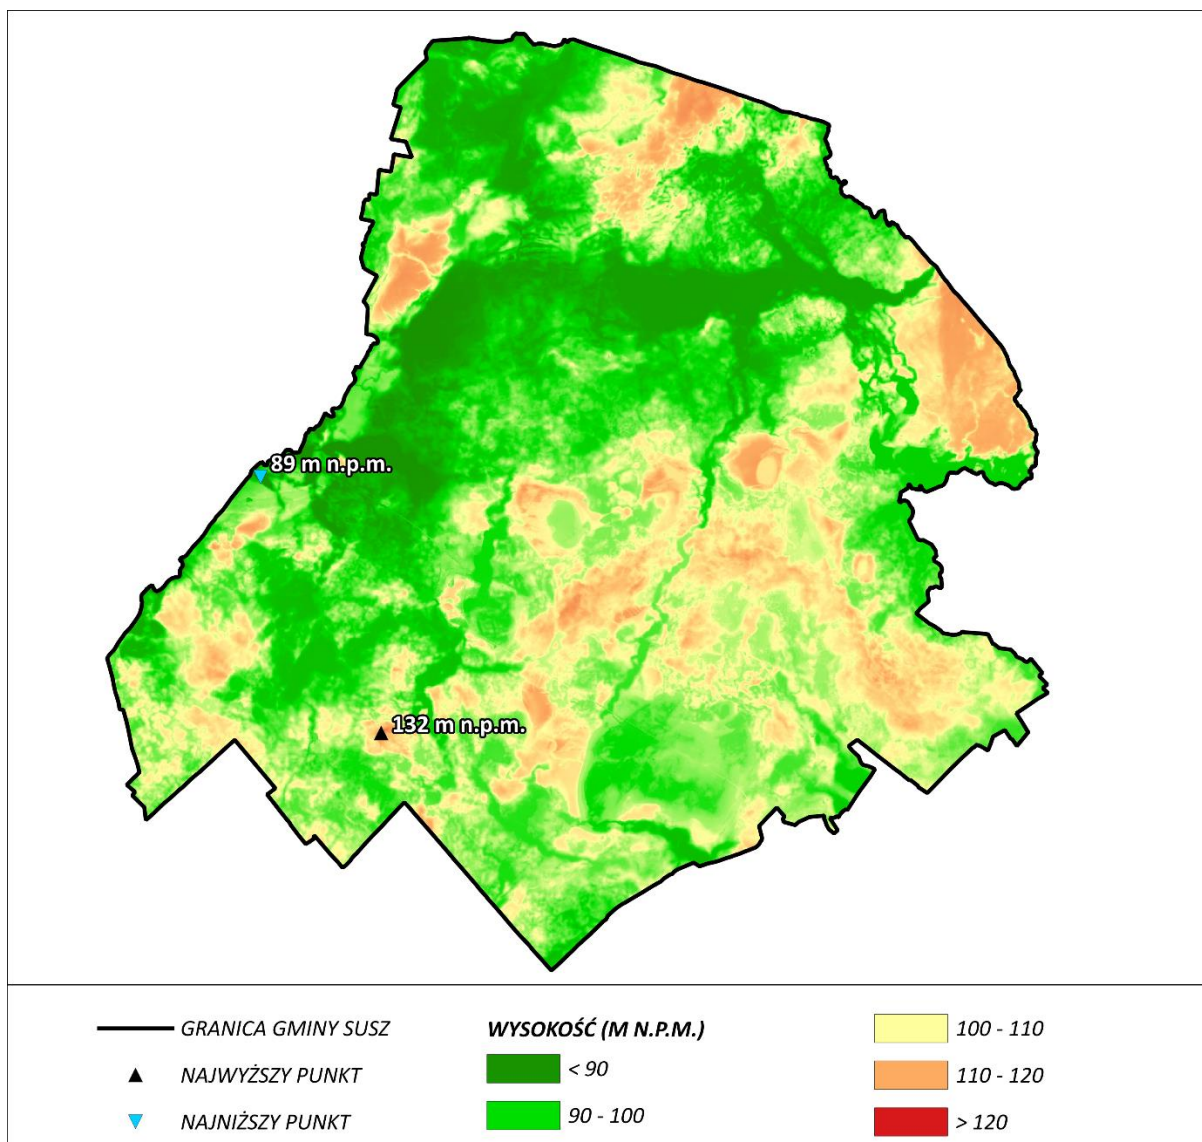 89 m n.p.m.
132 m n.p.m.
GRANICA GMINY SUSZ
NAJWYŻSZY PUNKT
NAJNIŻSZY PUNKT
WYSOKOŚĆ (M N.P.M.)
< 90
90 - 100
100 - 110
110 - 120
> 120